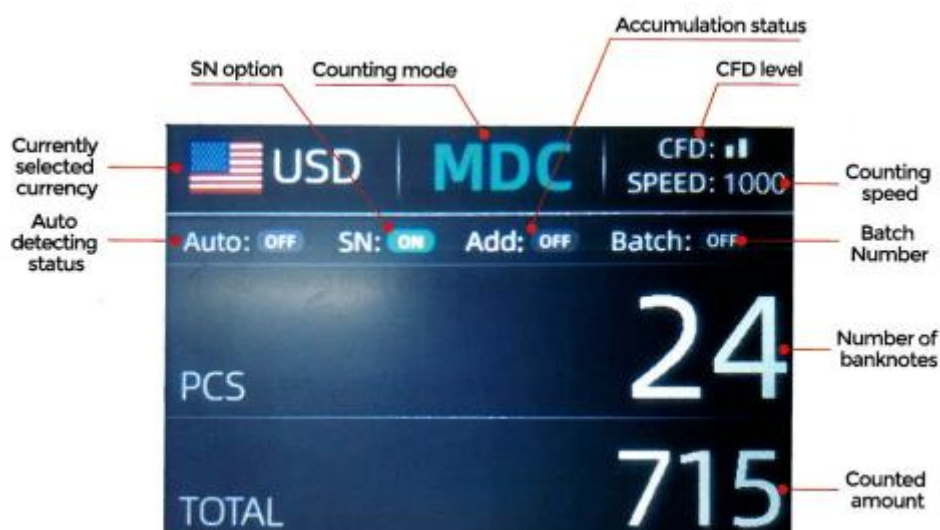 Accumulation status
SN option
Counting mode
CFD level
Currently
selected
currency
USD
MDC
CFD:
SPEED: 1000
Counting
speed
Auto
detecting
status
Auto: OFF
SN: ON
Add: OFF
Batch: OFF
Batch
Number
PCS
24
Number of
banknotes
TOTAL
715
Counted
amount